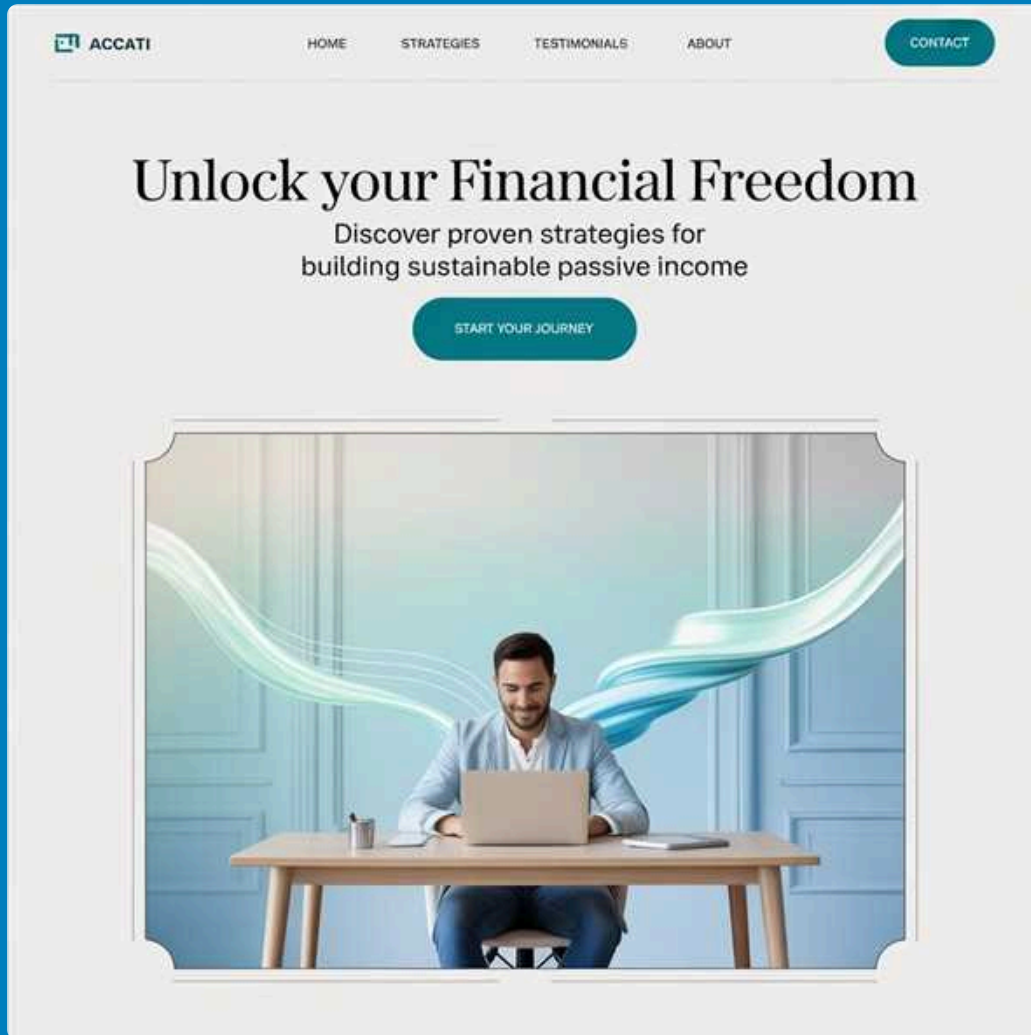 ACCATI
HOME
STRATEGIES
TESTIMONIALS
ABOUT
CONTACT
Unlock your Financial Freedom
Discover proven strategies for
building sustainable passive income
START YOUR JOURNEY